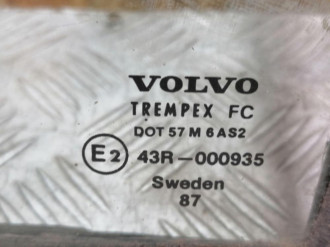 VOLVO
TREMPEX FC
DOT 57 M 6 AS2
E2 43R-000935
Sweden
87